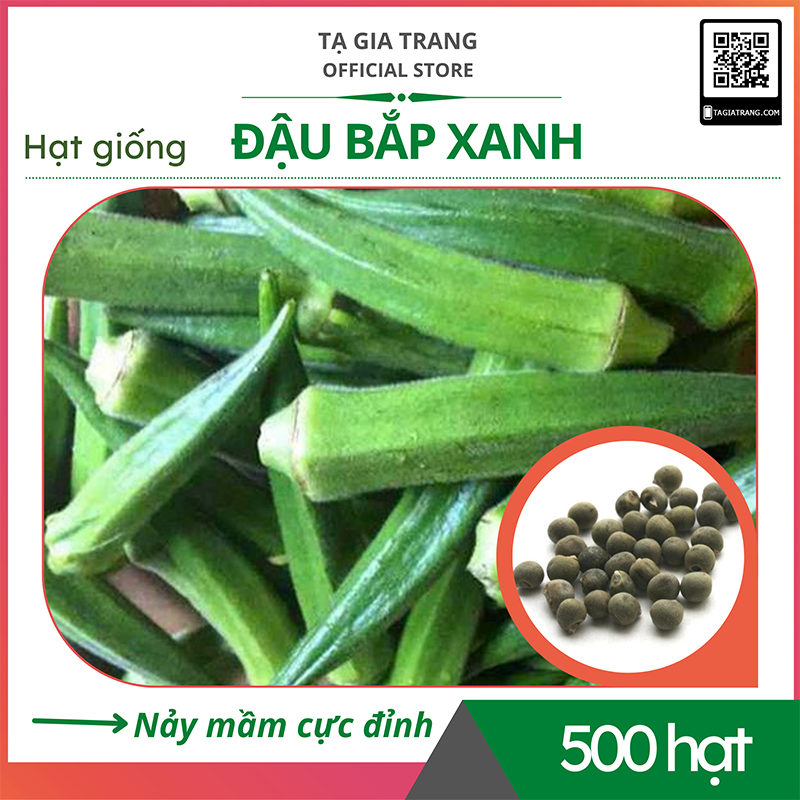 TẠ GIA TRANG
OFFICIAL STORE
TAGIATRANG.COM
Hạt giống ĐẬU BẮP XANH
Nảy mầm cực đỉnh
500 hạt